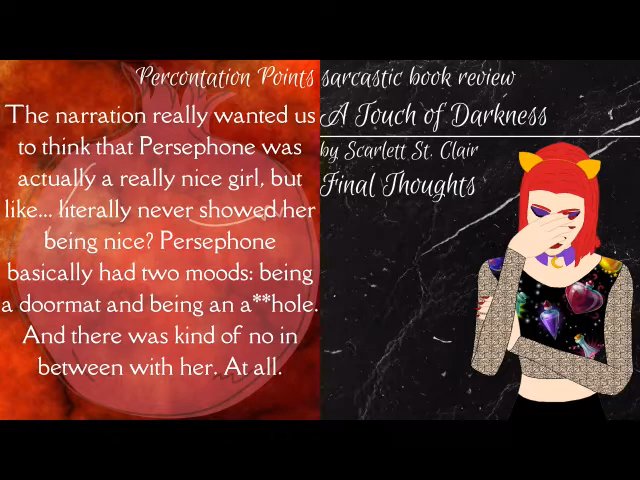 Percontation Points sarcastic book review
The narration really wanted us
to think that Persephone was
actually a really nice girl, but
like... literally never showed her
being nice? Persephone
basically had two moods: being
a doormat and being an a**hole.
And there was kind of no in
between with her. At all.
A Touch of Darkness
by Scarlett St. Clair
Final Thoughts